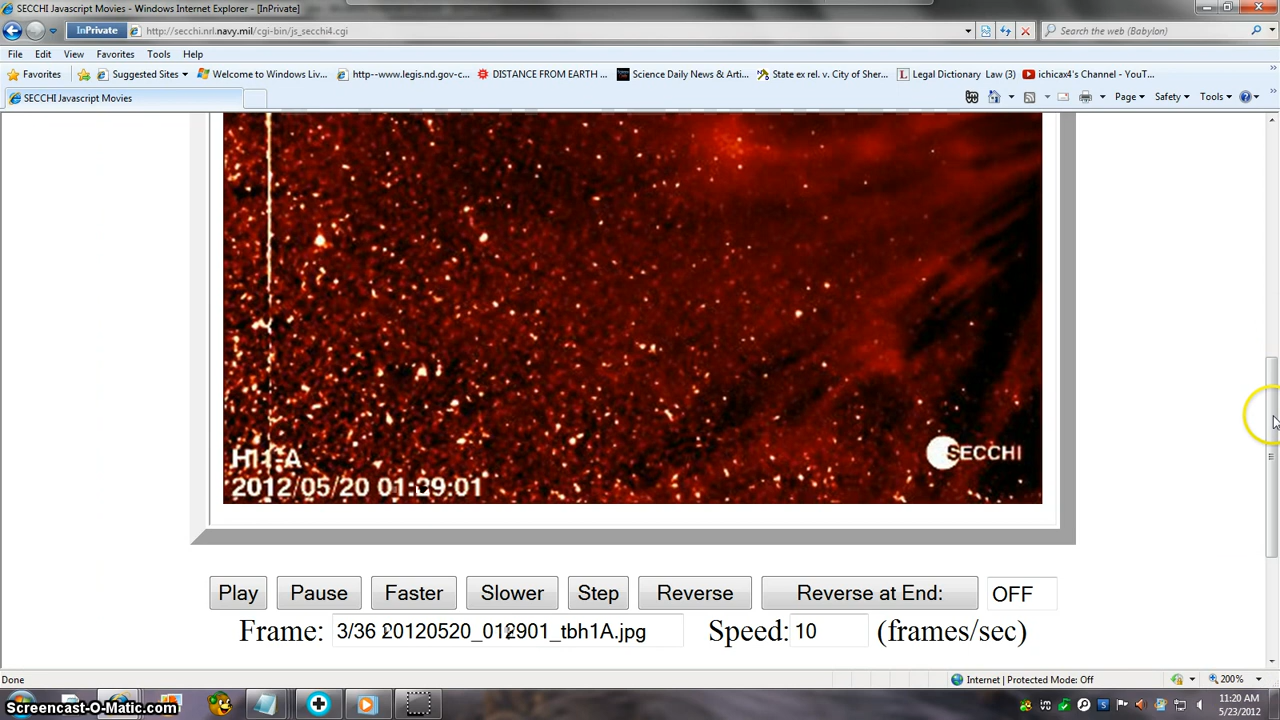 SECCHI Javascript Movies - Windows Internet Explorer - [InPrivate]
InPrivate http://secchi.nrl.navy.mil/cgi-bin/js_secchi4.cgi Search the web (Babylon)
File Edit View Favorites Tools Help
Favorites Suggested Sites Welcome to Windows Liv... http--www.legis.nd.gov-c... DISTANCE FROM EARTH ... Science Daily News & Arti... State ex rel. v. City of Sher... Legal Dictionary Law (3) ichicax4's Channel - YouT...
SECCHI Javascript Movies Page Safety Tools
HI1-A
SECCHI
2012/05/20 01:29:01
Play Pause Faster Slower Step Reverse Reverse at End: OFF
Frame: 3/36 20120520_012901_tbh1A.jpg Speed: 10 (frames/sec)
Done Internet | Protected Mode: Off 200%
Screencast-O-Matic.com 11:20 AM
5/23/2012